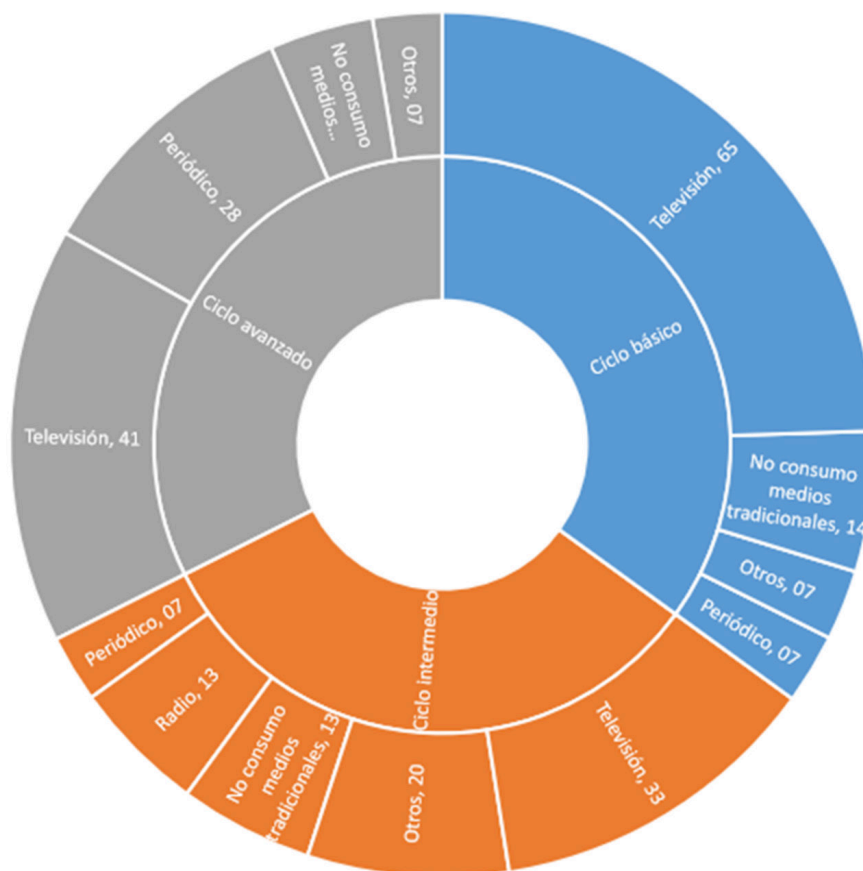 Ciclo básico
Televisión, 65
No consumo
medios
tradicionales, 14
Otros, 07
Periódico, 07
Ciclo intermedio
Televisión, 33
Otros, 20
No consumo
medios
tradicionales, 13
Radio, 13
Periódico, 07
Ciclo avanzado
Televisión, 41
Periódico, 28
No consumo
medios...
Otros, 07